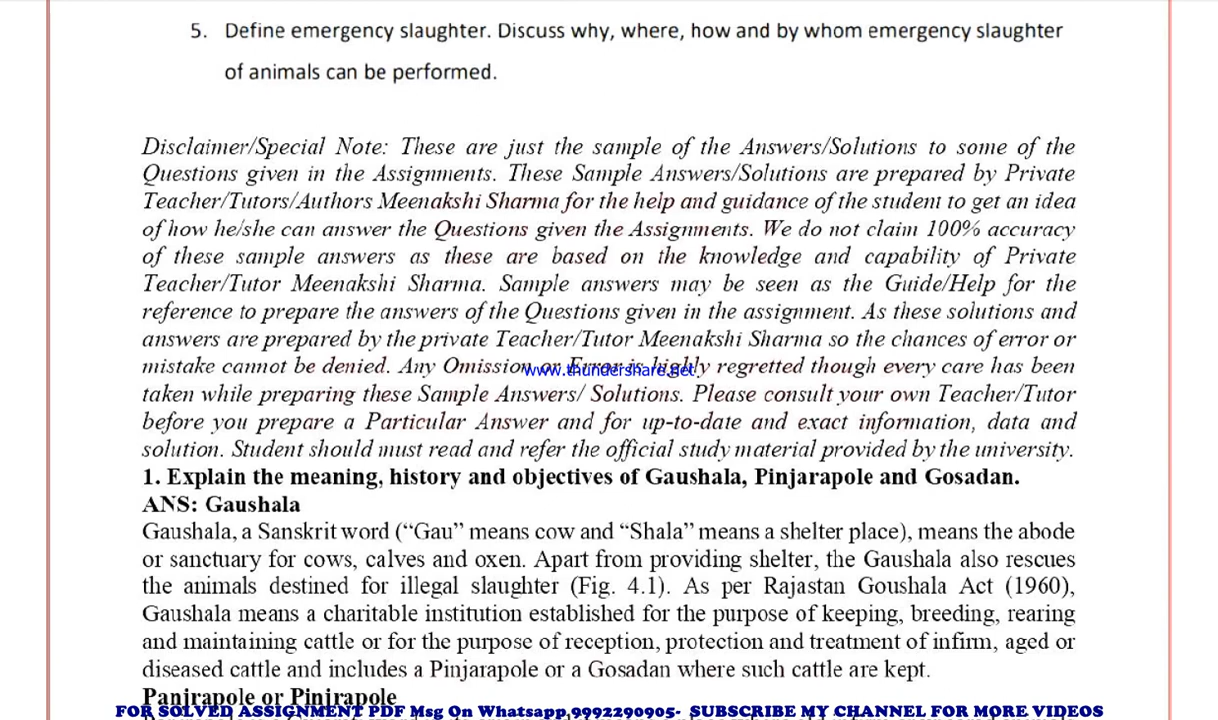 5. Define emergency slaughter. Discuss why, where, how and by whom emergency slaughter
of animals can be performed.
Disclaimer/Special Note: These are just the sample of the Answers/Solutions to some of the
Questions given in the Assignments. These Sample Answers/Solutions are prepared by Private
Teacher/Tutors/Authors Meenakshi Sharma for the help and guidance of the student to get an idea
of how he/she can answer the Questions given the Assignments. We do not claim 100% accuracy
of these sample answers as these are based on the knowledge and capability of Private
Teacher/Tutor Meenakshi Sharma. Sample answers may be seen as the Guide/Help for the
reference to prepare the answers of the Questions given in the assignment. As these solutions and
answers are prepared by the private Teacher/Tutor Meenakshi Sharma so the chances of error or
mistake cannot be denied. Any Omission or Error is highly regretted though every care has been
www.thundershare.net
taken while preparing these Sample Answers/ Solutions. Please consult your own Teacher/Tutor
before you prepare a Particular Answer and for up-to-date and exact information, data and
solution. Student should must read and refer the official study material provided by the university.
1. Explain the meaning, history and objectives of Gaushala, Pinjarapole and Gosadan.
ANS: Gaushala
Gaushala, a Sanskrit word (“Gau” means cow and “Shala” means a shelter place), means the abode
or sanctuary for cows, calves and oxen. Apart from providing shelter, the Gaushala also rescues
the animals destined for illegal slaughter (Fig. 4.1). As per Rajastan Goushala Act (1960),
Gaushala means a charitable institution established for the purpose of keeping, breeding, rearing
and maintaining cattle or for the purpose of reception, protection and treatment of infirm, aged or
diseased cattle and includes a Pinjarapole or a Gosadan where such cattle are kept.
Panjrapole or Pinjrapole
FOR SOLVED ASSIGNMENT PDF Msg On Whatsapp,9992290905- SUBSCRIBE MY CHANNEL FOR MORE VIDEOS